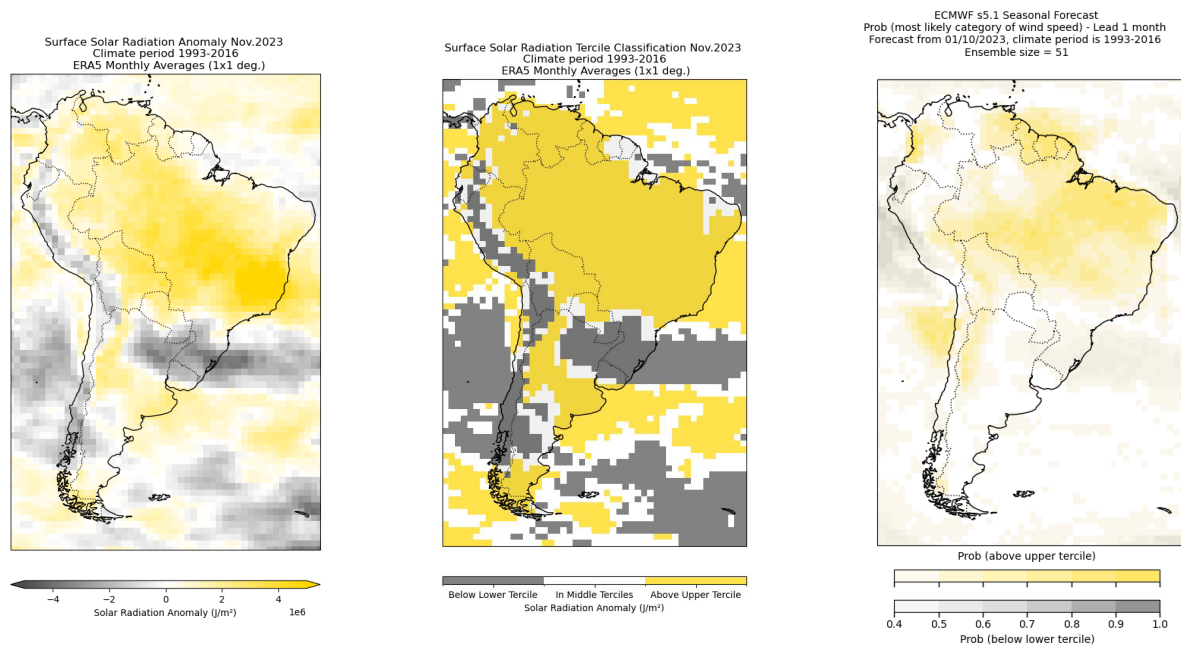 Surface Solar Radiation Anomaly Nov.2023
Climate period 1993-2016
ERA5 Monthly Averages (1x1 deg.)
−4
−2
0
2
4
1e6
Solar Radiation Anomaly (J/m²)
Surface Solar Radiation Tercile Classification Nov.2023
Climate period 1993-2016
ERA5 Monthly Averages (1x1 deg.)
Below Lower Tercile
In Middle Terciles
Above Upper Tercile
Solar Radiation Anomaly (J/m²)
ECMWF s5.1 Seasonal Forecast
Prob (most likely category of wind speed) - Lead 1 month
Forecast from 01/10/2023, climate period is 1993-2016
Ensemble size = 51
Prob (above upper tercile)
0.4
0.5
0.6
0.7
0.8
0.9
1.0
Prob (below lower tercile)